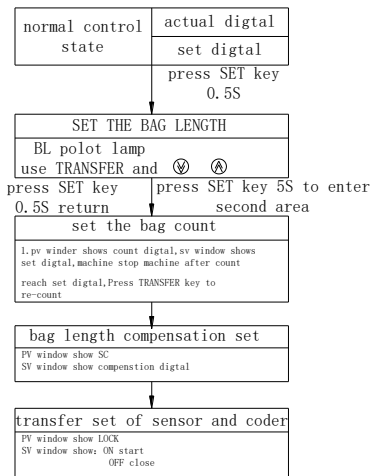 normal control
state
actual digtal
set digtal
press SET key
0.5S
SET THE BAG LENGTH
BL polot lamp
use TRANSFER and
press SET key
0.5S return
press SET key 5S to enter
second area
set the bag count
1.pv winder shows count digtal,sv window shows
set digtal,machine stop machine after count
reach set digtal,Press TRANSFER key to
re-count
bag length compensation set
PV window show SC
SV window show compenstion digtal
transfer set of sensor and coder
PV window show LOCK
SV window show: ON start
OFF close